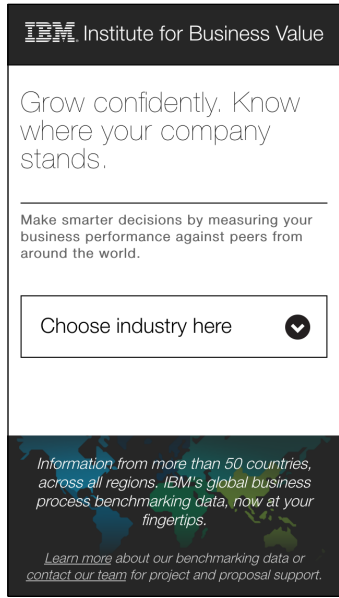 IBM. Institute for Business Value
Grow confidently. Know
where your company
stands.
Make smarter decisions by measuring your
business performance against peers from
around the world.
Choose industry here
Information from more than 50 countries,
across all regions. IBM's global business
process benchmarking data, now at your
fingertips.
Learn more about our benchmarking data or
contact our team for project and proposal support.